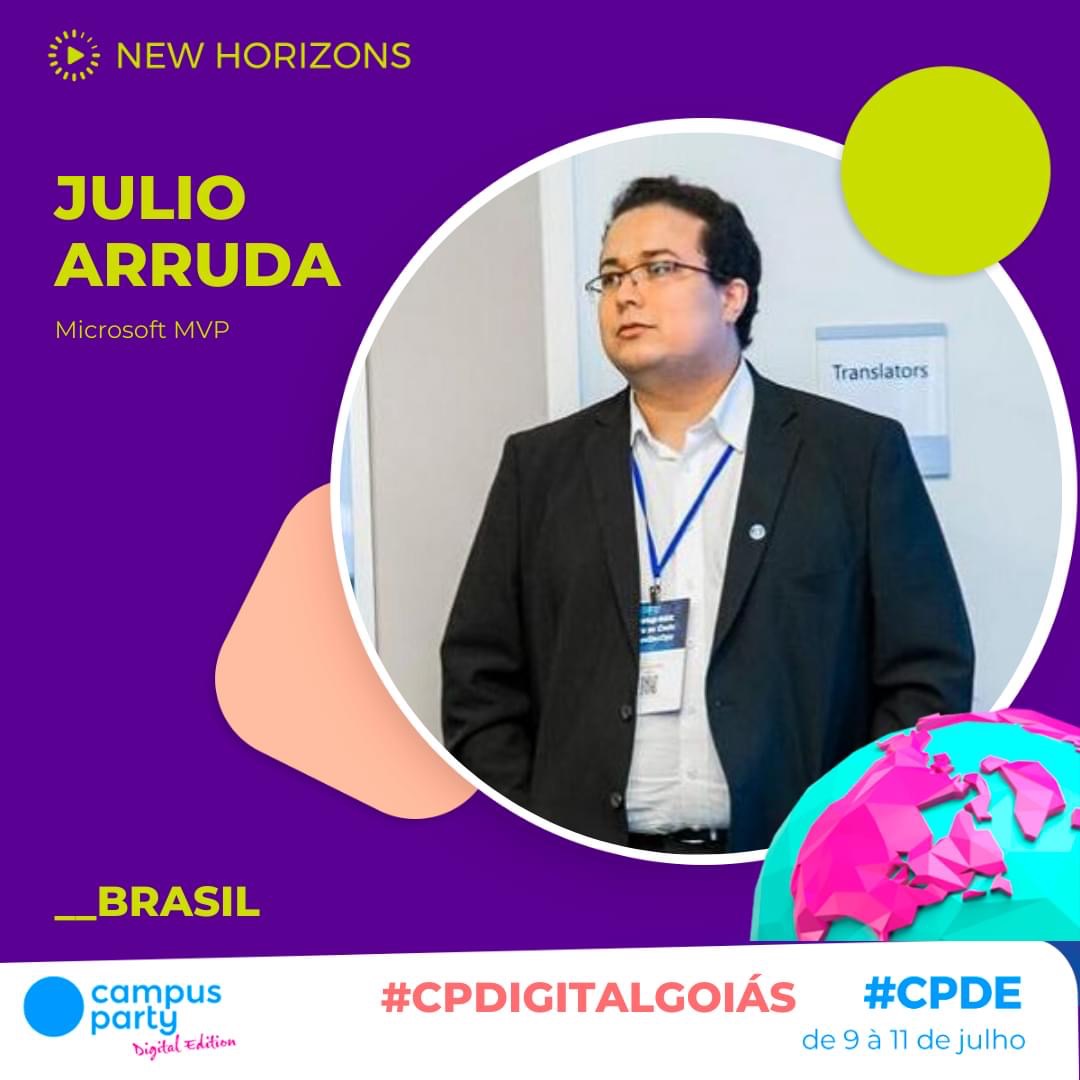 NEW HORIZONS
JULIO
ARRUDA
Microsoft MVP
Translators
__BRASIL
campus
party
Digital Edition
#CPDIGITALGOIÁS
#CPDE
de 9 à 11 de julho